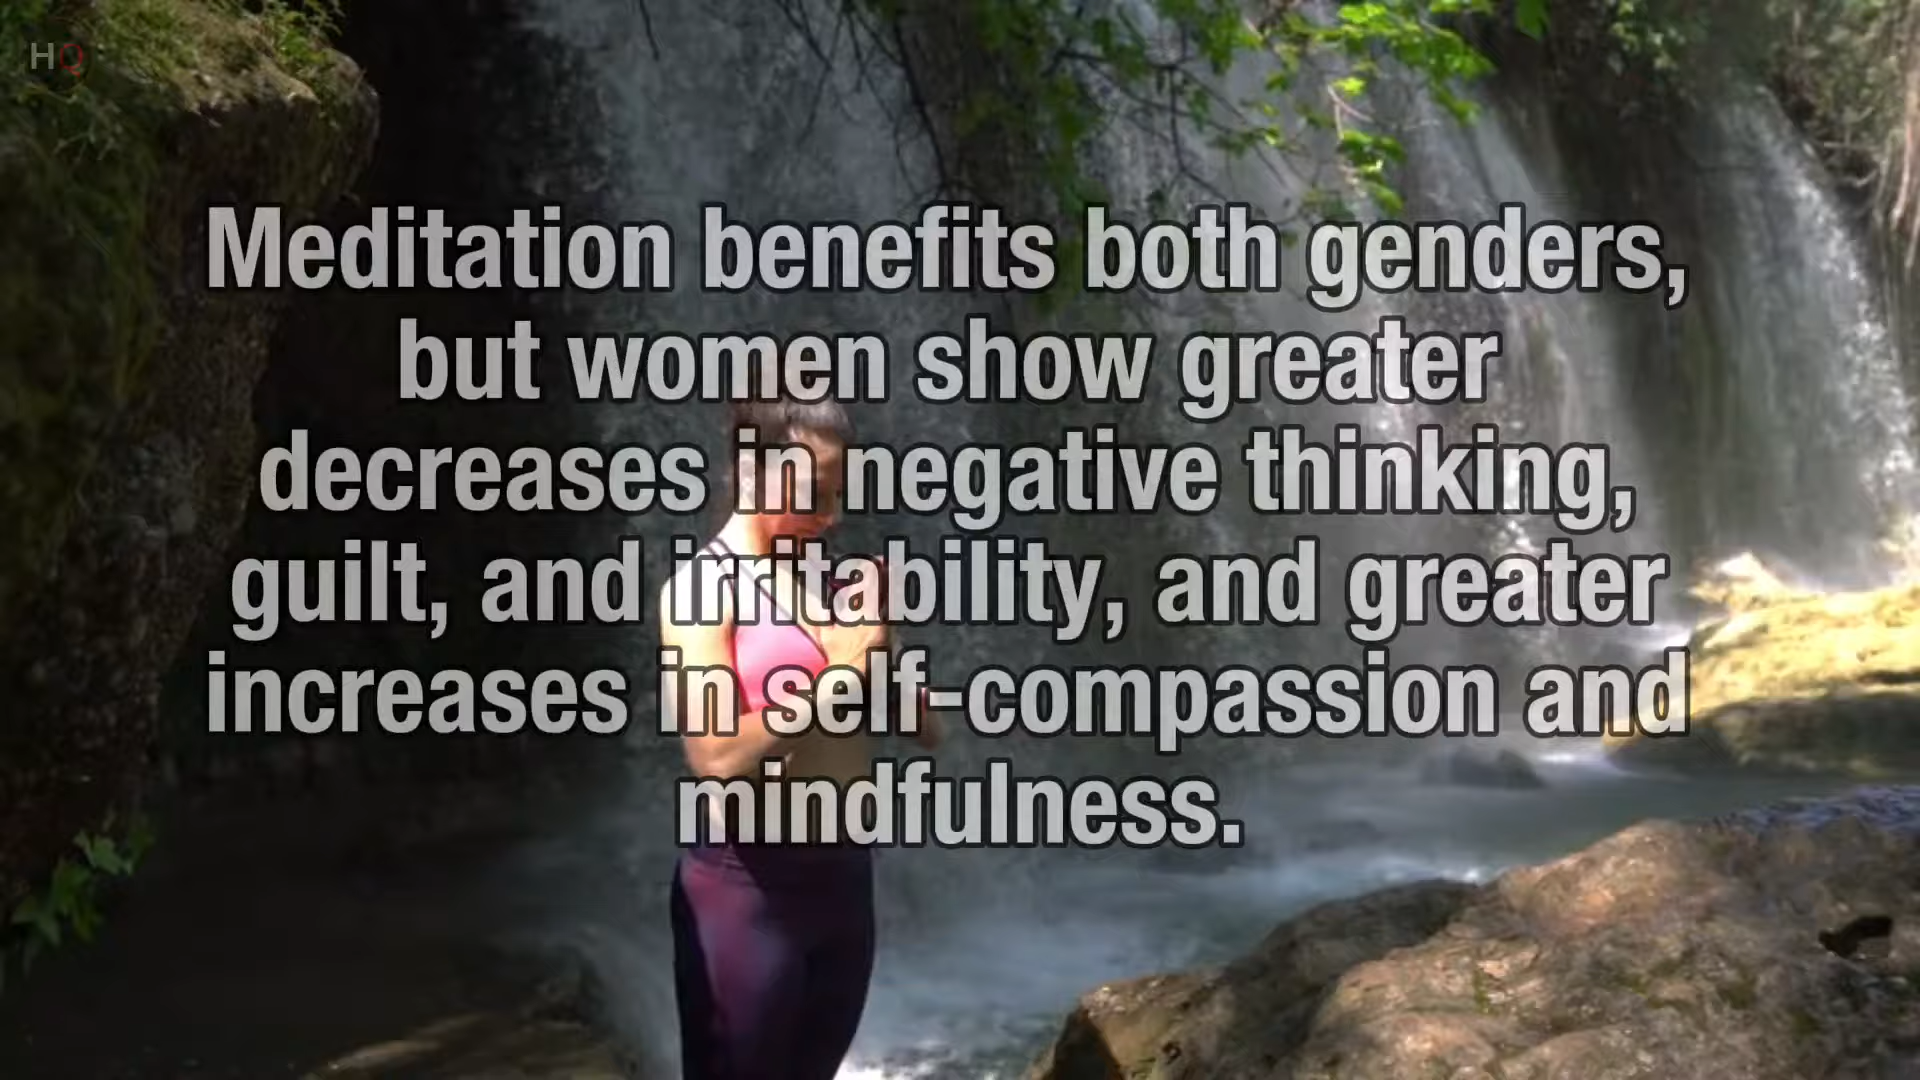 HQ
Meditation benefits both genders,
but women show greater
decreases in negative thinking,
guilt, and irritability, and greater
increases in self-compassion and
mindfulness.